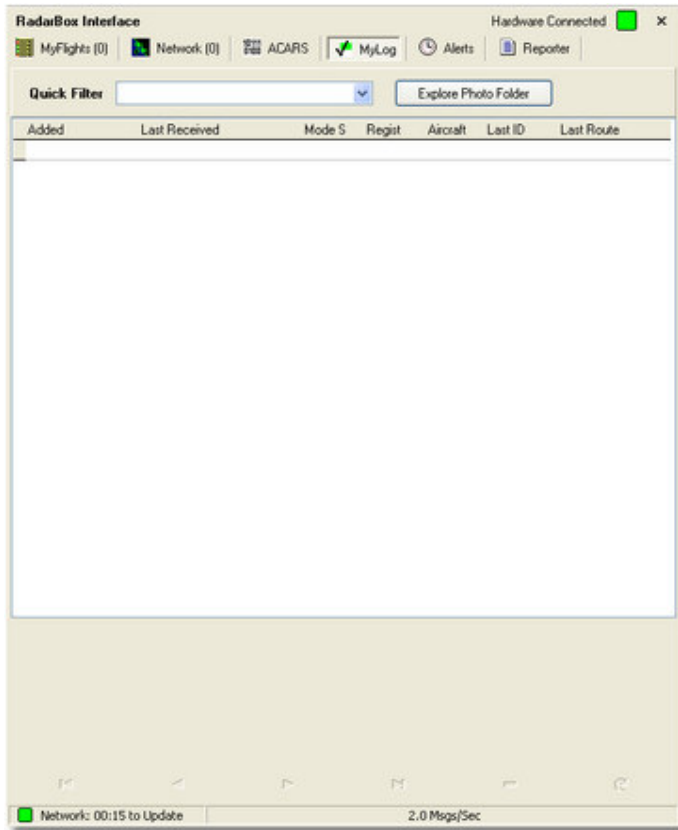 RadarBox Interface Hardware Connected
MyFlights (0) Network (0) ACARS MyLog Alerts Reporter
Quick Filter Explore Photo Folder
Added Last Received Mode S Regist Aircraft Last ID Last Route
Network: 00:15 to Update 2.0 Msgs/Sec